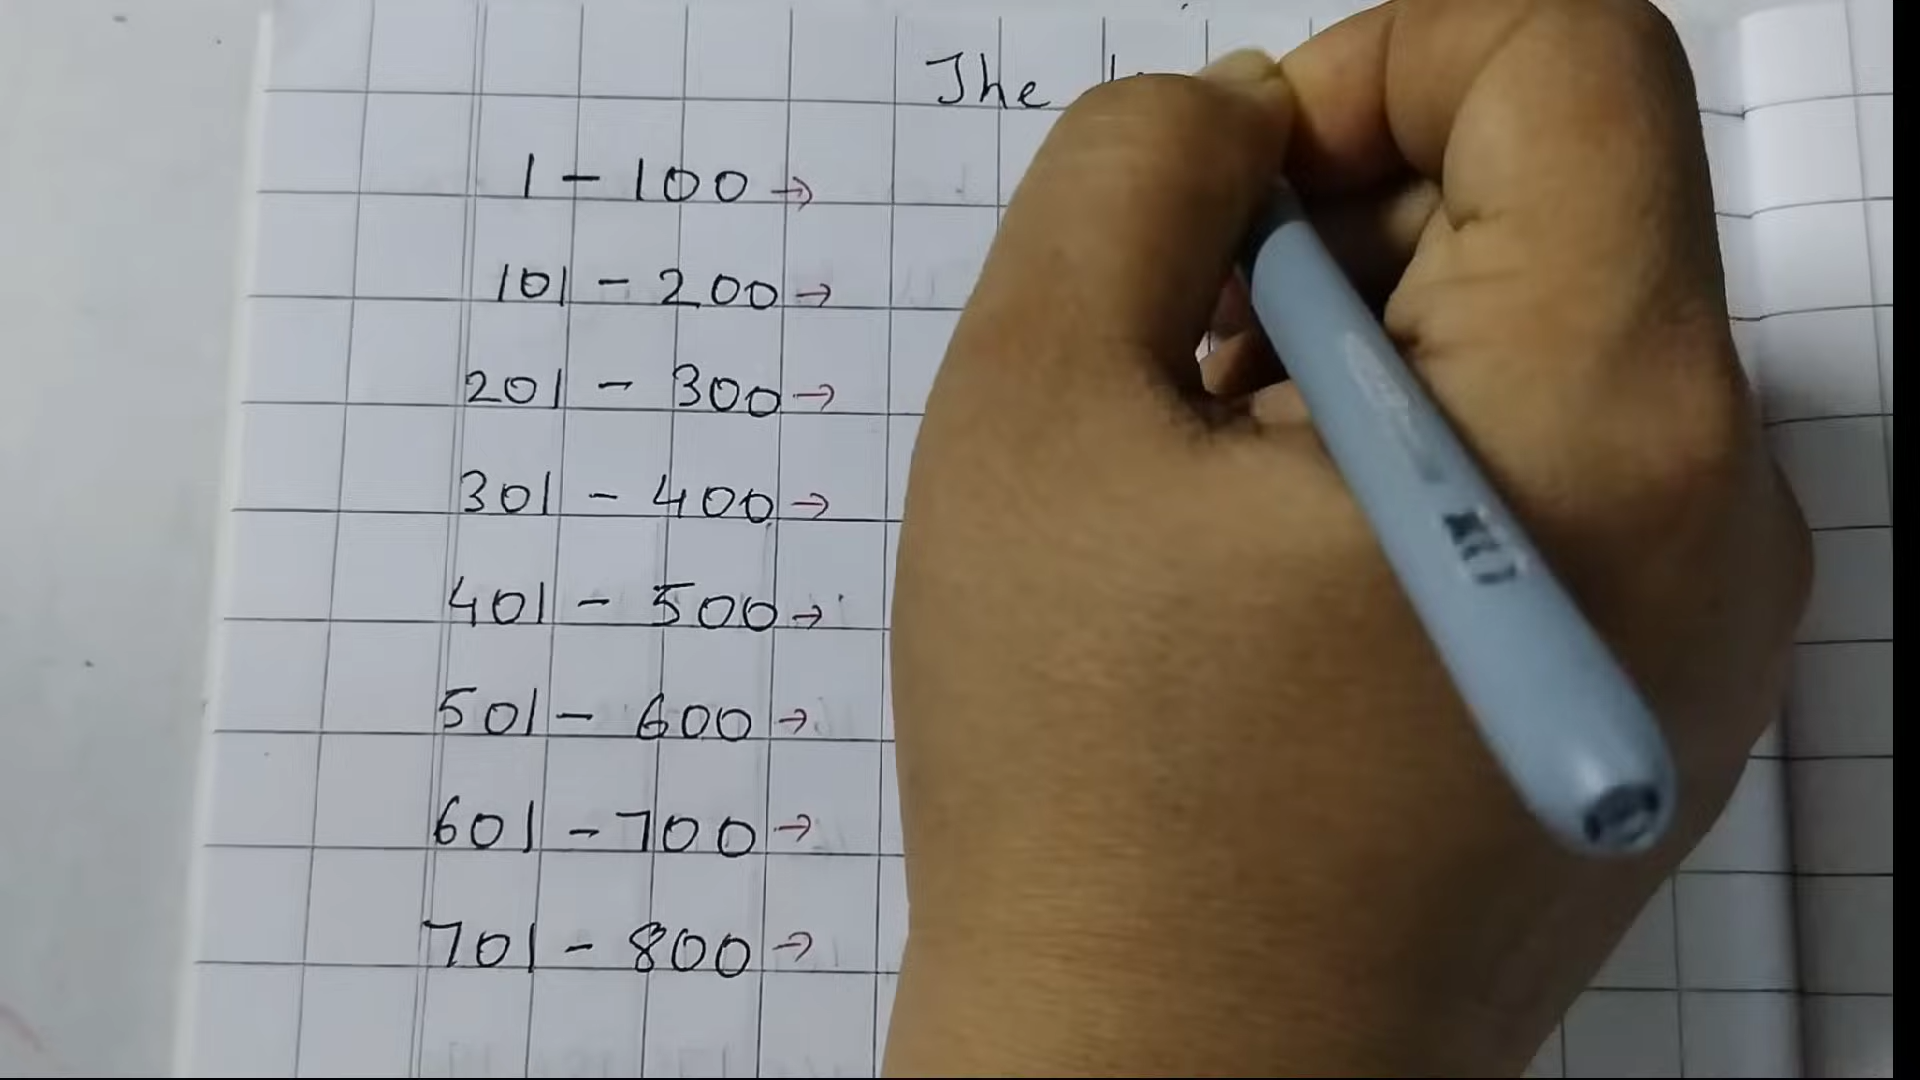 The
1 - 100 →
101 - 200 →
201 - 300 →
301 - 400 →
401 - 500 →
501 - 600 →
601 - 700 →
701 - 800 →